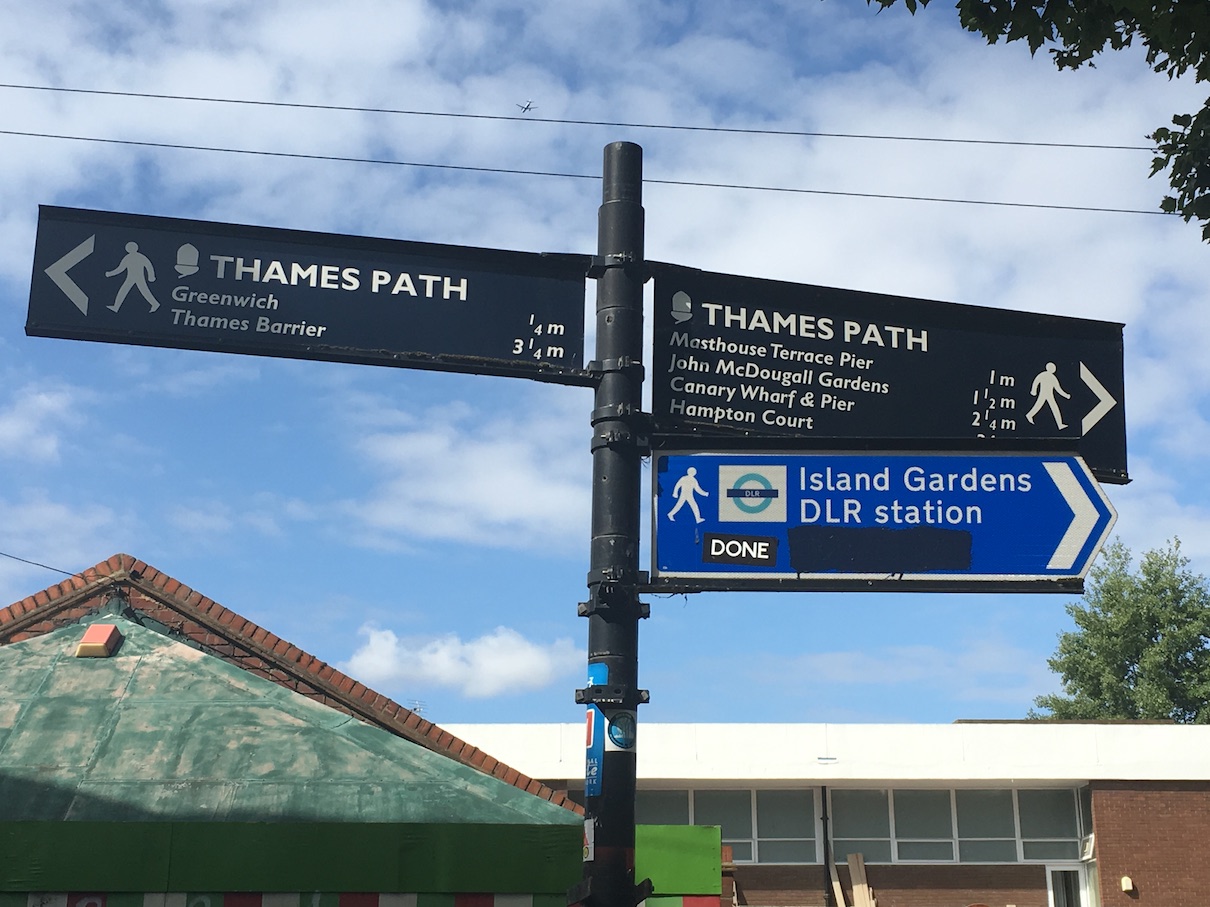 THAMES PATH
Greenwich ¼ m
Thames Barrier 3 ¼ m
THAMES PATH
Masthouse Terrace Pier 1 m
John McDougall Gardens 1 ½ m
Canary Wharf & Pier 2 ¼ m
Hampton Court
DLR
Island Gardens
DLR station
DONE